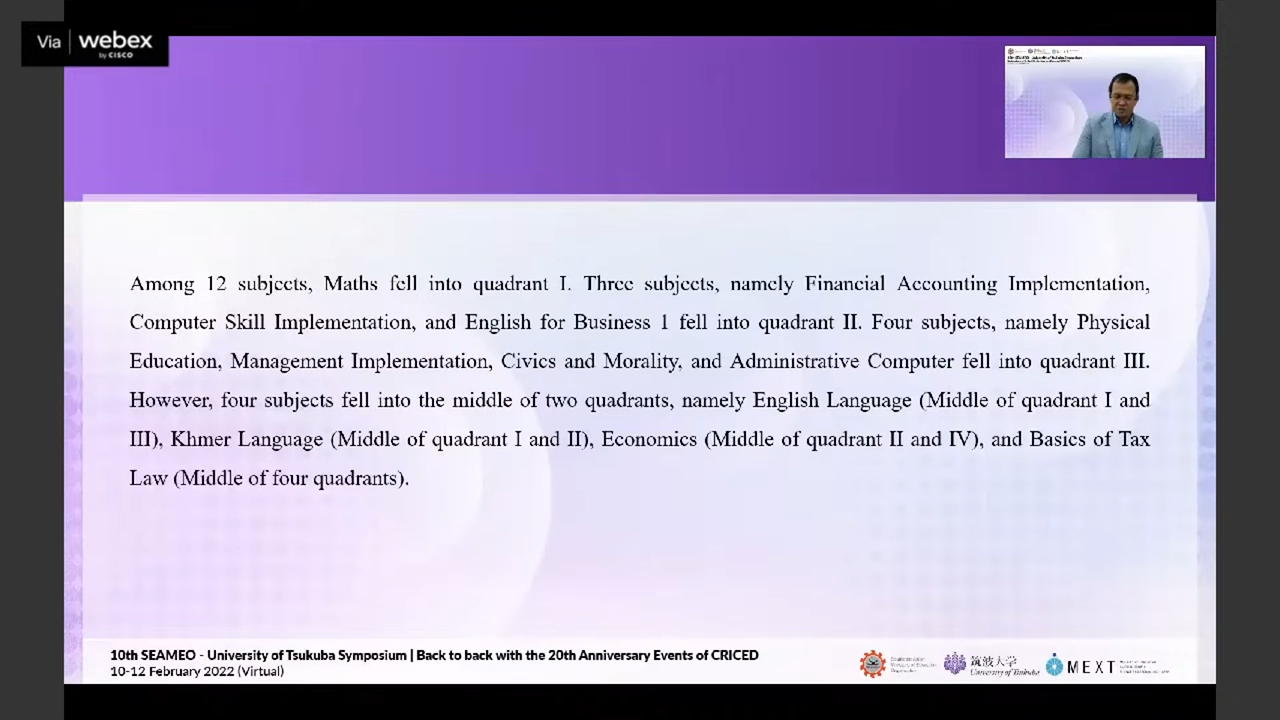 Via webex
by CISCO
Among 12 subjects, Maths fell into quadrant I. Three subjects, namely Financial Accounting Implementation,
Computer Skill Implementation, and English for Business 1 fell into quadrant II. Four subjects, namely Physical
Education, Management Implementation, Civics and Morality, and Administrative Computer fell into quadrant III.
However, four subjects fell into the middle of two quadrants, namely English Language (Middle of quadrant I and
III), Khmer Language (Middle of quadrant I and II), Economics (Middle of quadrant II and IV), and Basics of Tax
Law (Middle of four quadrants).
10th SEAMEO - University of Tsukuba Symposium | Back to back with the 20th Anniversary Events of CRICED
10-12 February 2022 (Virtual)
筑波大学
University of Tsukuba
MEXT